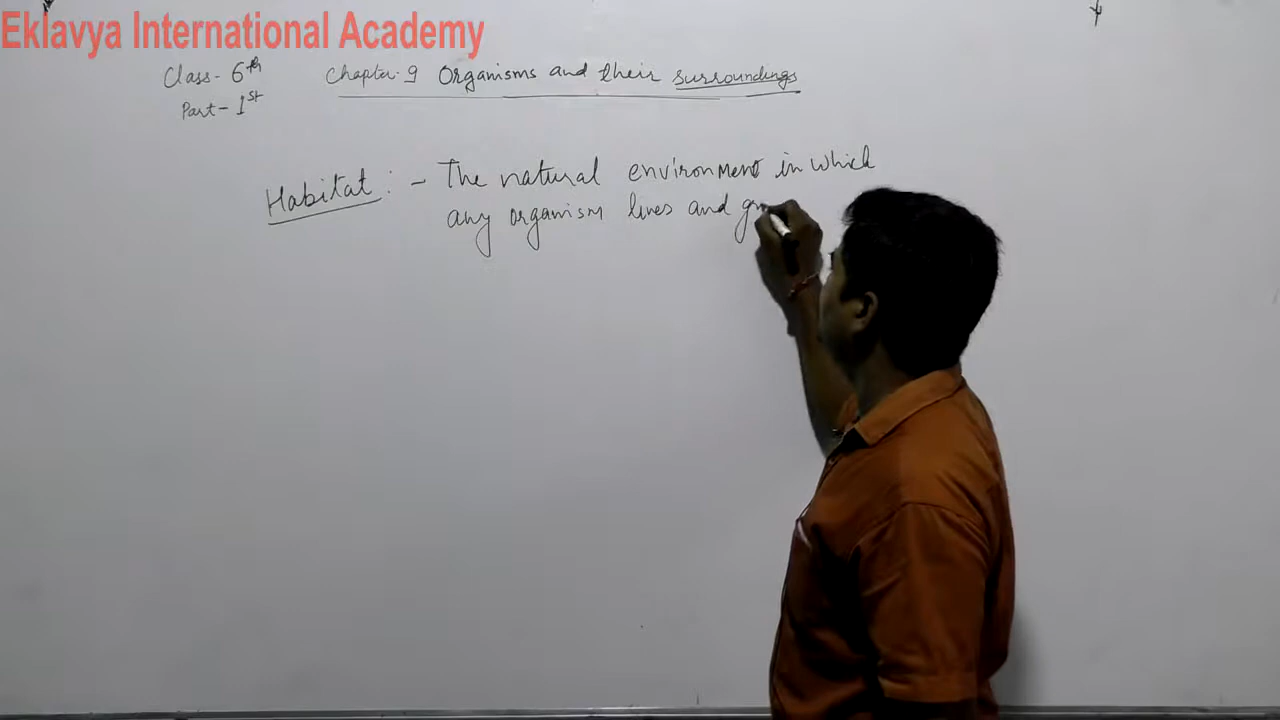 Eklavya International Academy
Class- 6th Chapter-9 Organisms and their surroundings
Part- 1st
Habitat :- The natural environment in which
any organism lives and